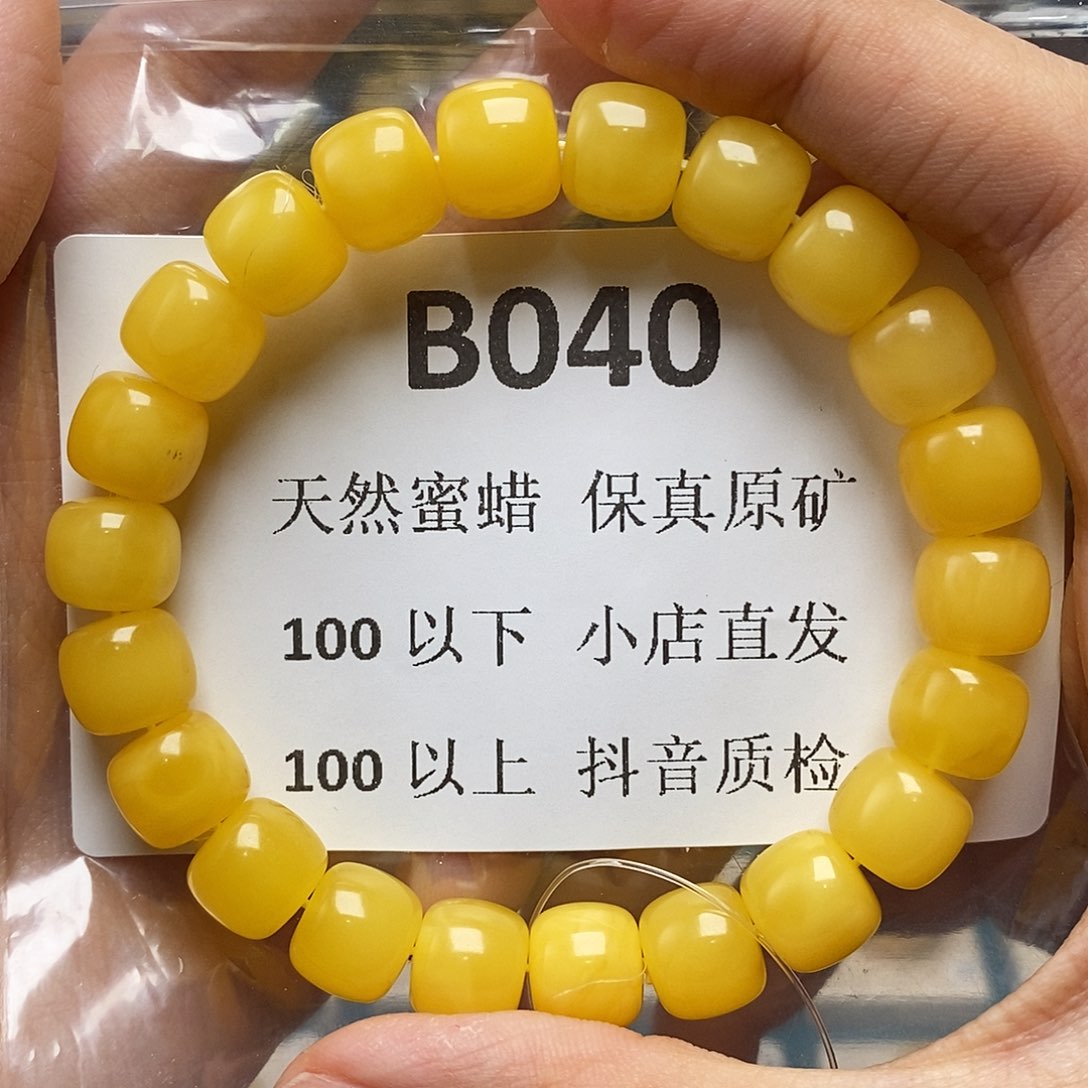 B040
天然蜜蜡 保真原矿
100 以下 小店直发
100 以上 抖音质检